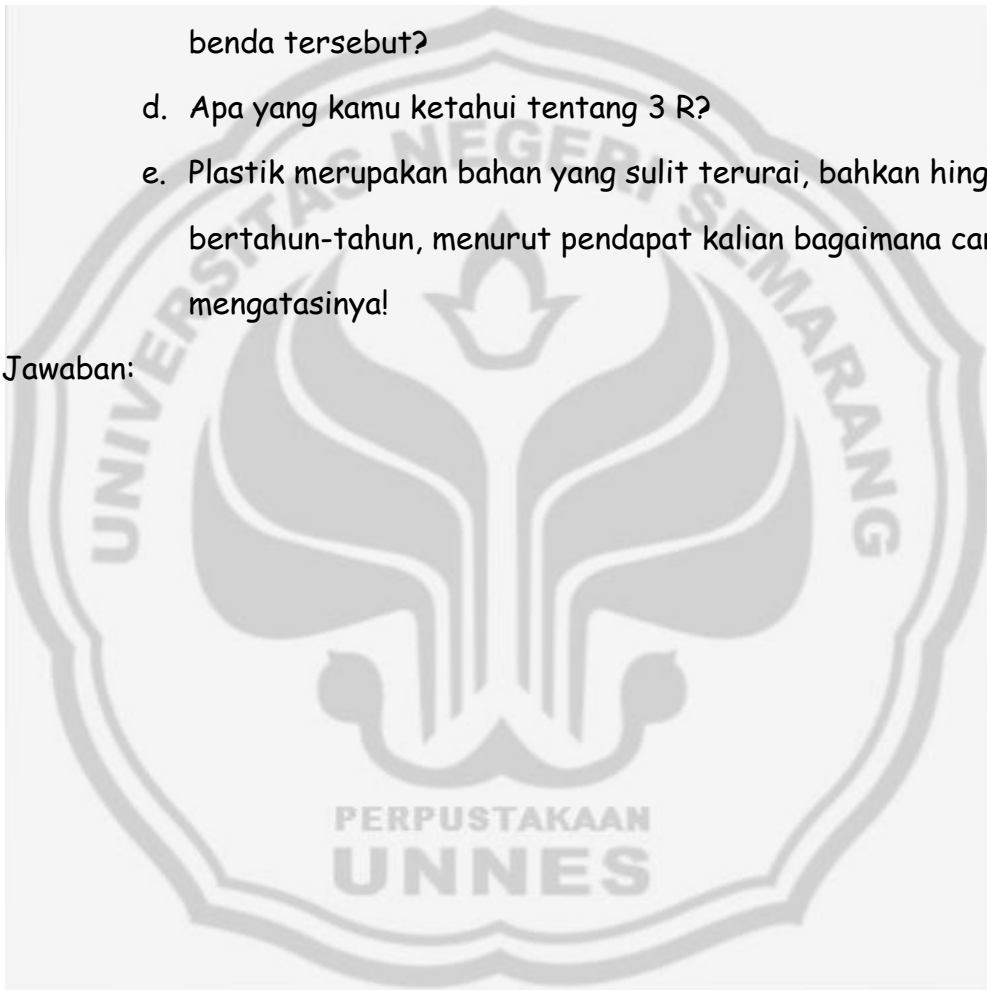 benda tersebut?
d. Apa yang kamu ketahui tentang 3 R?
e. Plastik merupakan bahan yang sulit terurai, bahkan hing
bertahun-tahun, menurut pendapat kalian bagaimana ca
mengatasinya!
Jawaban:
UNIVERSITAS NEGERI SEMARANG
PERPUSTAKAAN
UNNES